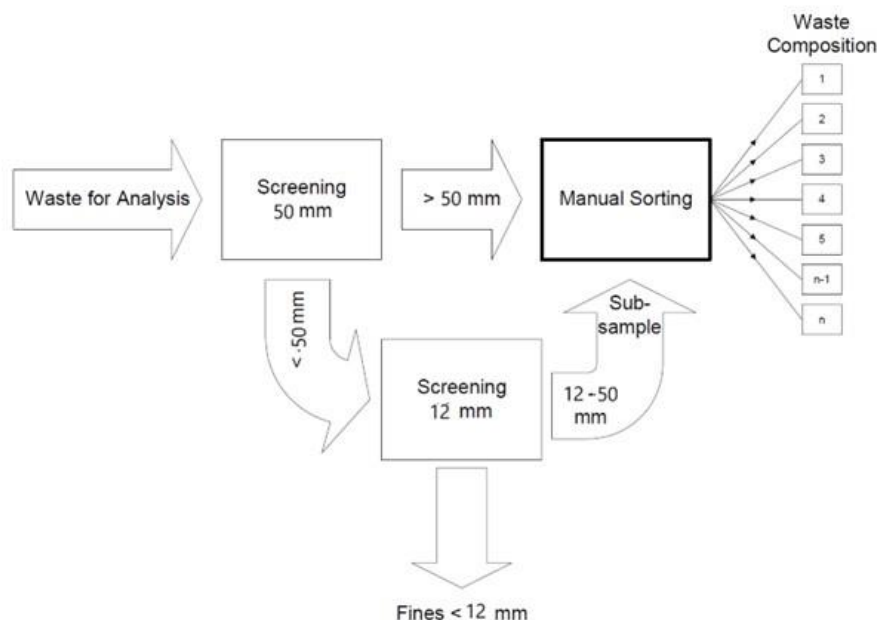 Waste
Composition
1
2
3
4
5
n-1
n
Waste for Analysis
Screening
50 mm
> 50 mm
Manual Sorting
< 50 mm
Screening
12 mm
12 - 50
mm
Sub-
sample
Fines < 12 mm